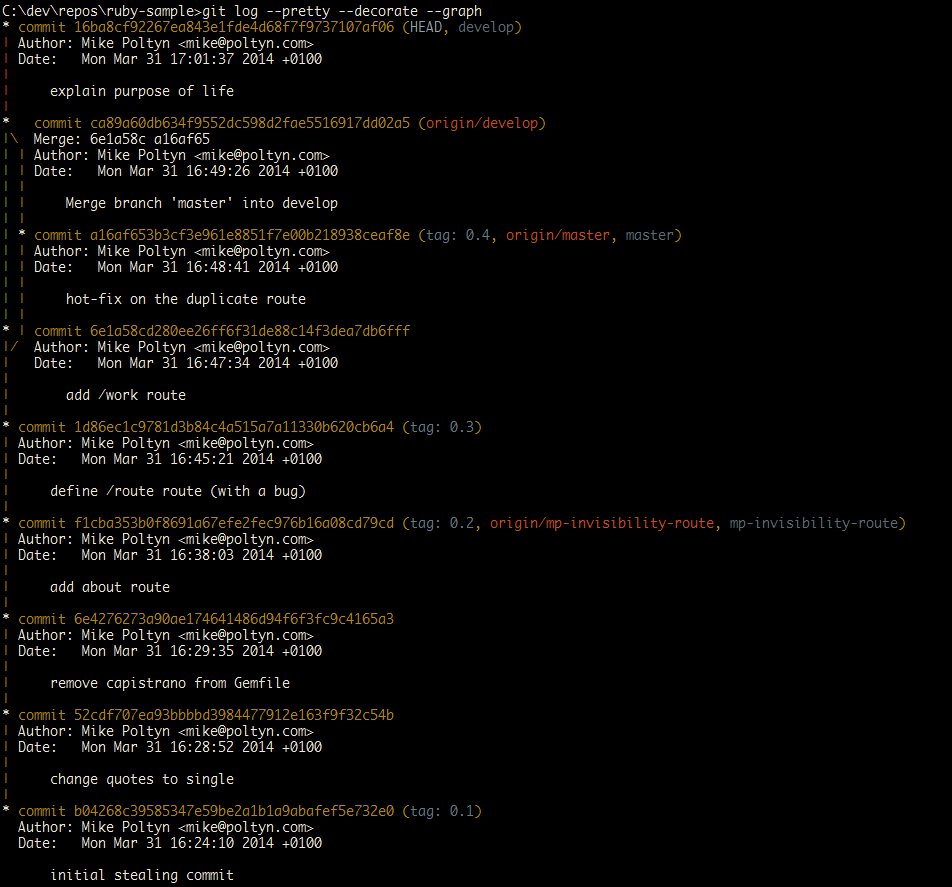 C:\dev\repos\ruby-sample>git log --pretty --decorate --graph
* commit 16ba8cf92267ea843e1fde4d68f7f9737107af06 (HEAD, develop)
| Author: Mike Poltyn <mike@poltyn.com>
| Date:   Mon Mar 31 17:01:37 2014 +0100
|
|     explain purpose of life
|
*   commit ca89a60db634f9552dc598d2fae5516917dd02a5 (origin/develop)
|\  Merge: 6e1a58c a16af65
| | Author: Mike Poltyn <mike@poltyn.com>
| | Date:   Mon Mar 31 16:49:26 2014 +0100
| |
| |     Merge branch 'master' into develop
| |
| * commit a16af653b3cf3e961e8851f7e00b218938ceaf8e (tag: 0.4, origin/master, master)
| | Author: Mike Poltyn <mike@poltyn.com>
| | Date:   Mon Mar 31 16:48:41 2014 +0100
| |
| |     hot-fix on the duplicate route
| |
* | commit 6e1a58cd280ee26ff6f31de88c14f3dea7db6fff
|/  Author: Mike Poltyn <mike@poltyn.com>
|   Date:   Mon Mar 31 16:47:34 2014 +0100
|
|       add /work route
|
* commit 1d86ec1c9781d3b84c4a515a7a11330b620cb6a4 (tag: 0.3)
| Author: Mike Poltyn <mike@poltyn.com>
| Date:   Mon Mar 31 16:45:21 2014 +0100
|
|     define /route route (with a bug)
|
* commit f1cba353b0f8691a67efe2fec976b16a08cd79cd (tag: 0.2, origin/mp-invisibility-route, mp-invisibility-route)
| Author: Mike Poltyn <mike@poltyn.com>
| Date:   Mon Mar 31 16:38:03 2014 +0100
|
|     add about route
|
* commit 6e4276273a90ae174641486d94f6f3fc9c4165a3
| Author: Mike Poltyn <mike@poltyn.com>
| Date:   Mon Mar 31 16:29:35 2014 +0100
|
|     remove capistrano from Gemfile
|
* commit 52cdf707ea93bbbbd3984477912e163f9f32c54b
| Author: Mike Poltyn <mike@poltyn.com>
| Date:   Mon Mar 31 16:28:52 2014 +0100
|
|     change quotes to single
|
* commit b04268c39585347e59be2a1b1a9abafef5e732e0 (tag: 0.1)
  Author: Mike Poltyn <mike@poltyn.com>
  Date:   Mon Mar 31 16:24:10 2014 +0100

      initial stealing commit